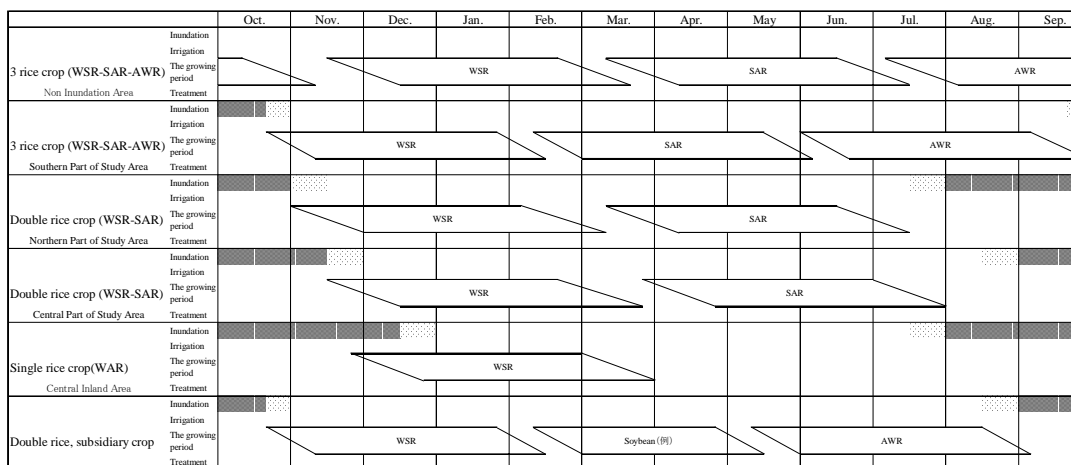 Oct. Nov. Dec. Jan. Feb. Mar. Apr. May Jun. Jul. Aug. Sep.
Inundation
Irrigation
3 rice crop (WSR-SAR-AWR) The growing period WSR SAR AWR
Non Inundation Area Treatment
Inundation
Irrigation
3 rice crop (WSR-SAR-AWR) The growing period WSR SAR AWR
Southern Part of Study Area Treatment
Inundation
Irrigation
Double rice crop (WSR-SAR) The growing period WSR SAR
Northern Part of Study Area Treatment
Inundation
Irrigation
Double rice crop (WSR-SAR) The growing period WSR SAR
Central Part of Study Area Treatment
Inundation
Irrigation
Single rice crop(WAR) The growing period WSR
Central Inland Area Treatment
Inundation
Irrigation
Double rice, subsidiary crop The growing period WSR Soybean (例) AWR
Treatment